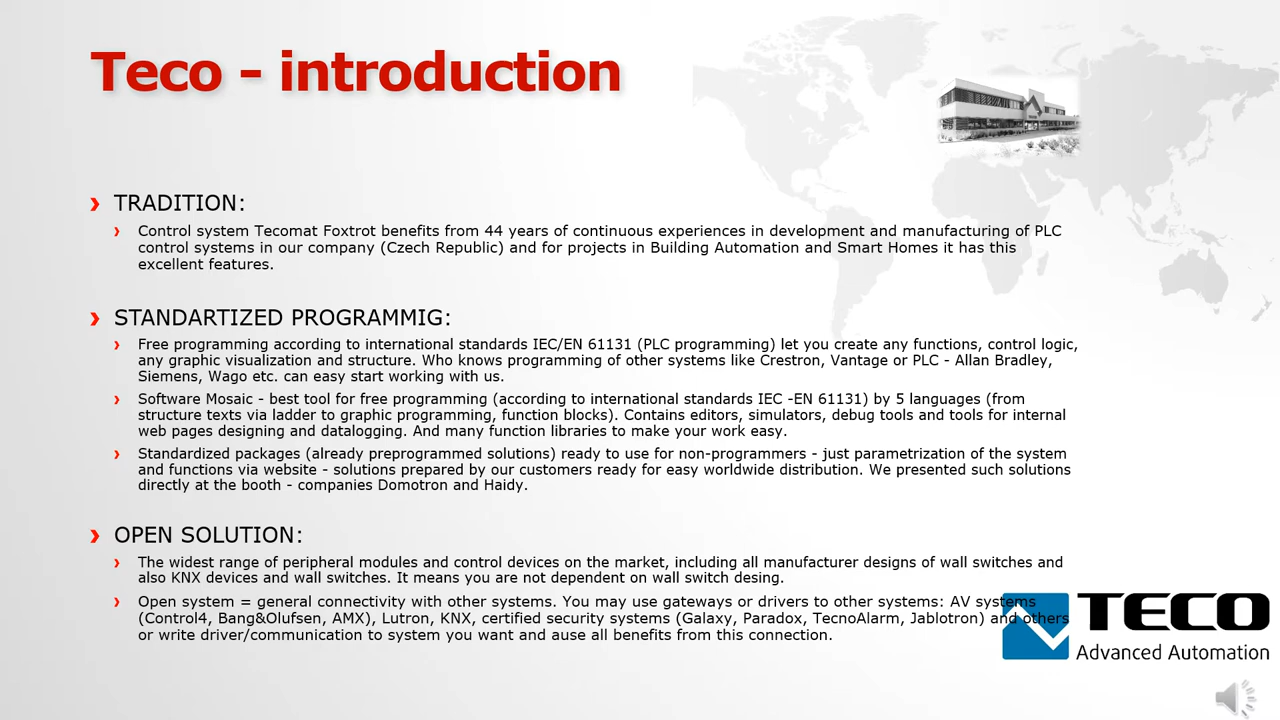 Teco - introduction
TRADITION:
Control system Tecomat Foxtrot benefits from 44 years of continuous experiences in development and manufacturing of PLC
control systems in our company (Czech Republic) and for projects in Building Automation and Smart Homes it has this
excellent features.
STANDARTIZED PROGRAMMIG:
Free programming according to international standards IEC/EN 61131 (PLC programming) let you create any functions, control logic,
any graphic visualization and structure. Who knows programming of other systems like Crestron, Vantage or PLC - Allan Bradley,
Siemens, Wago etc. can easy start working with us.
Software Mosaic - best tool for free programming (according to international standards IEC -EN 61131) by 5 languages (from
structure texts via ladder to graphic programming, function blocks). Contains editors, simulators, debug tools and tools for internal
web pages designing and datalogging. And many function libraries to make your work easy.
Standardized packages (already preprogrammed solutions) ready to use for non-programmers - just parametrization of the system
and functions via website - solutions prepared by our customers ready for easy worldwide distribution. We presented such solutions
directly at the booth - companies Domotron and Haidy.
OPEN SOLUTION:
The widest range of peripheral modules and control devices on the market, including all manufacturer designs of wall switches and
also KNX devices and wall switches. It means you are not dependent on wall switch desing.
Open system = general connectivity with other systems. You may use gateways or drivers to other systems: AV systems
(Control4, Bang&Olufsen, AMX), Lutron, KNX, certified security systems (Galaxy, Paradox, TecnoAlarm, Jablotron) and others
or write driver/communication to system you want and ause all benefits from this connection.
TECO
Advanced Automation